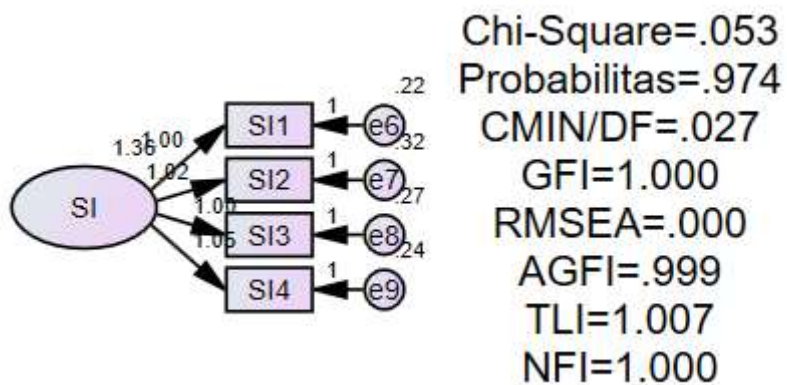 Chi-Square=.053
Probabilitas=.974
CMIN/DF=.027
GFI=1.000
RMSEA=.000
AGFI=.999
TLI=1.007
NFI=1.000
SI
1.36
1.00
1.02
1.00
1.05
SI1
1
e6
.22
SI2
1
e7
.32
SI3
1
e8
.27
SI4
1
e9
.24